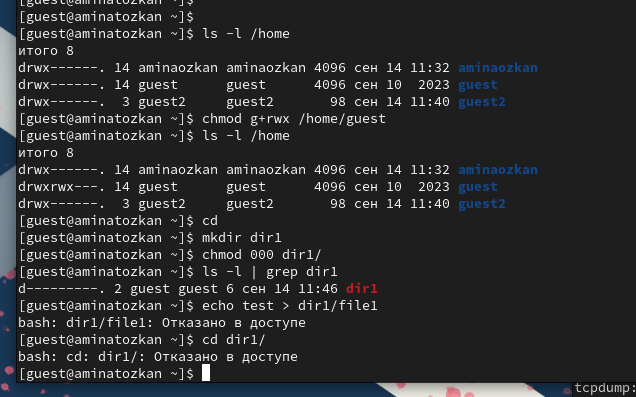 [guest@aminatozkan ~]$
[guest@aminatozkan ~]$
[guest@aminatozkan ~]$ ls -l /home
итого 8
drwx------. 14 aminaozkan aminaozkan 4096 сен 14 11:32 aminaozkan
drwx------. 14 guest      guest      4096 сен 10  2023 guest
drwx------.  3 guest2     guest2       98 сен 14 11:40 guest2
[guest@aminatozkan ~]$ chmod g+rwx /home/guest
[guest@aminatozkan ~]$ ls -l /home
итого 8
drwx------. 14 aminaozkan aminaozkan 4096 сен 14 11:32 aminaozkan
drwxrwx---. 14 guest      guest      4096 сен 10  2023 guest
drwx------.  3 guest2     guest2       98 сен 14 11:40 guest2
[guest@aminatozkan ~]$ cd
[guest@aminatozkan ~]$ mkdir dir1
[guest@aminatozkan ~]$ chmod 000 dir1/
[guest@aminatozkan ~]$ ls -l | grep dir1
d---------. 2 guest guest 6 сен 14 11:46 dir1
[guest@aminatozkan ~]$ echo test > dir1/file1
bash: dir1/file1: Отказано в доступе
[guest@aminatozkan ~]$ cd dir1/
bash: cd: dir1/: Отказано в доступе
[guest@aminatozkan ~]$
tcpdump: